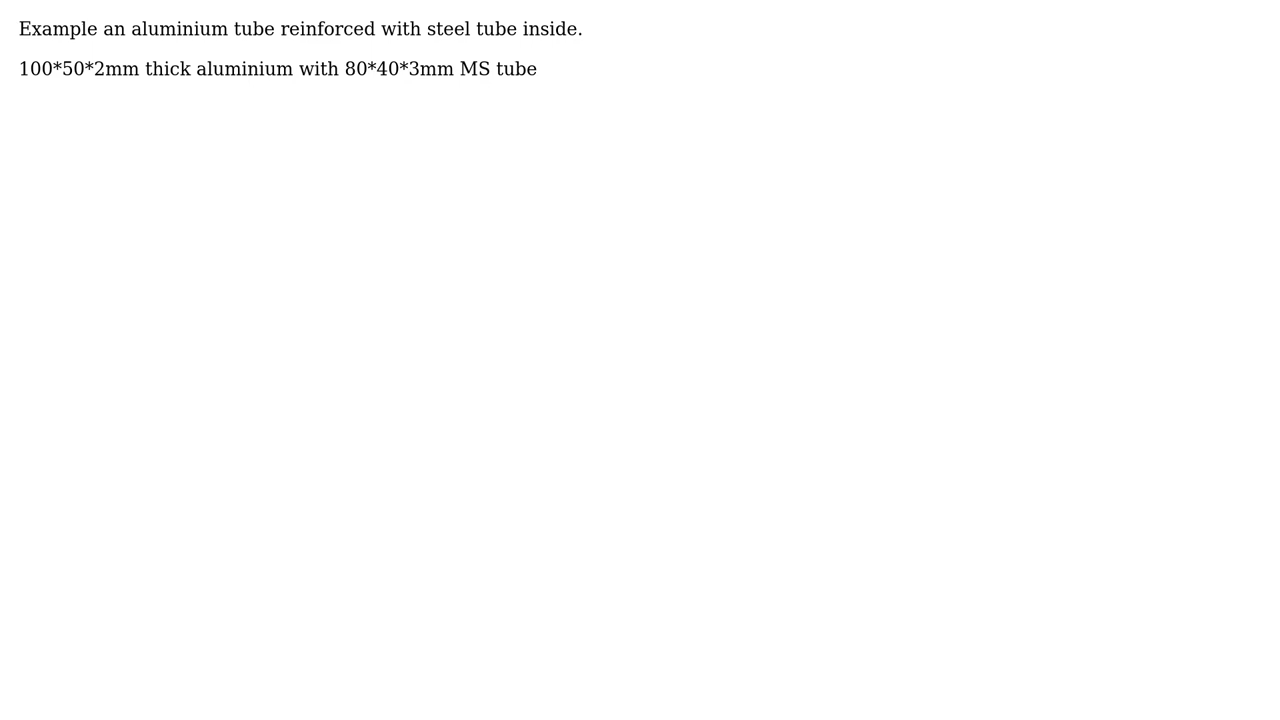 Example an aluminium tube reinforced with steel tube inside.
100*50*2mm thick aluminium with 80*40*3mm MS tube